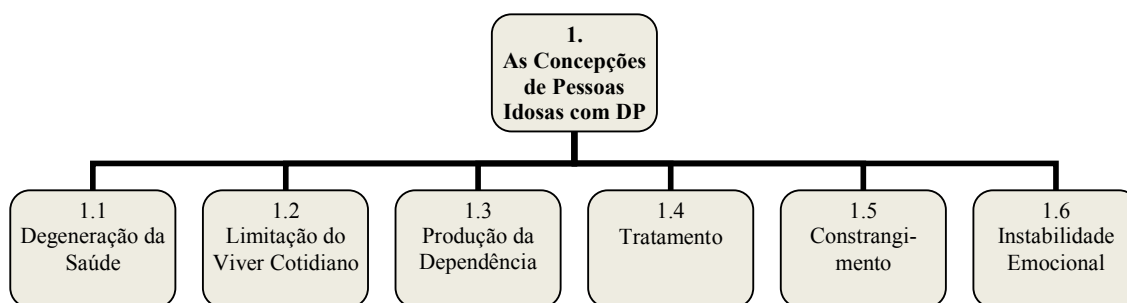 1.
As Concepções
de Pessoas
Idosas com DP
1.1
Degeneração da
Saúde
1.2
Limitação do
Viver Cotidiano
1.3
Produção da
Dependência
1.4
Tratamento
1.5
Constrangi-
mento
1.6
Instabilidade
Emocional